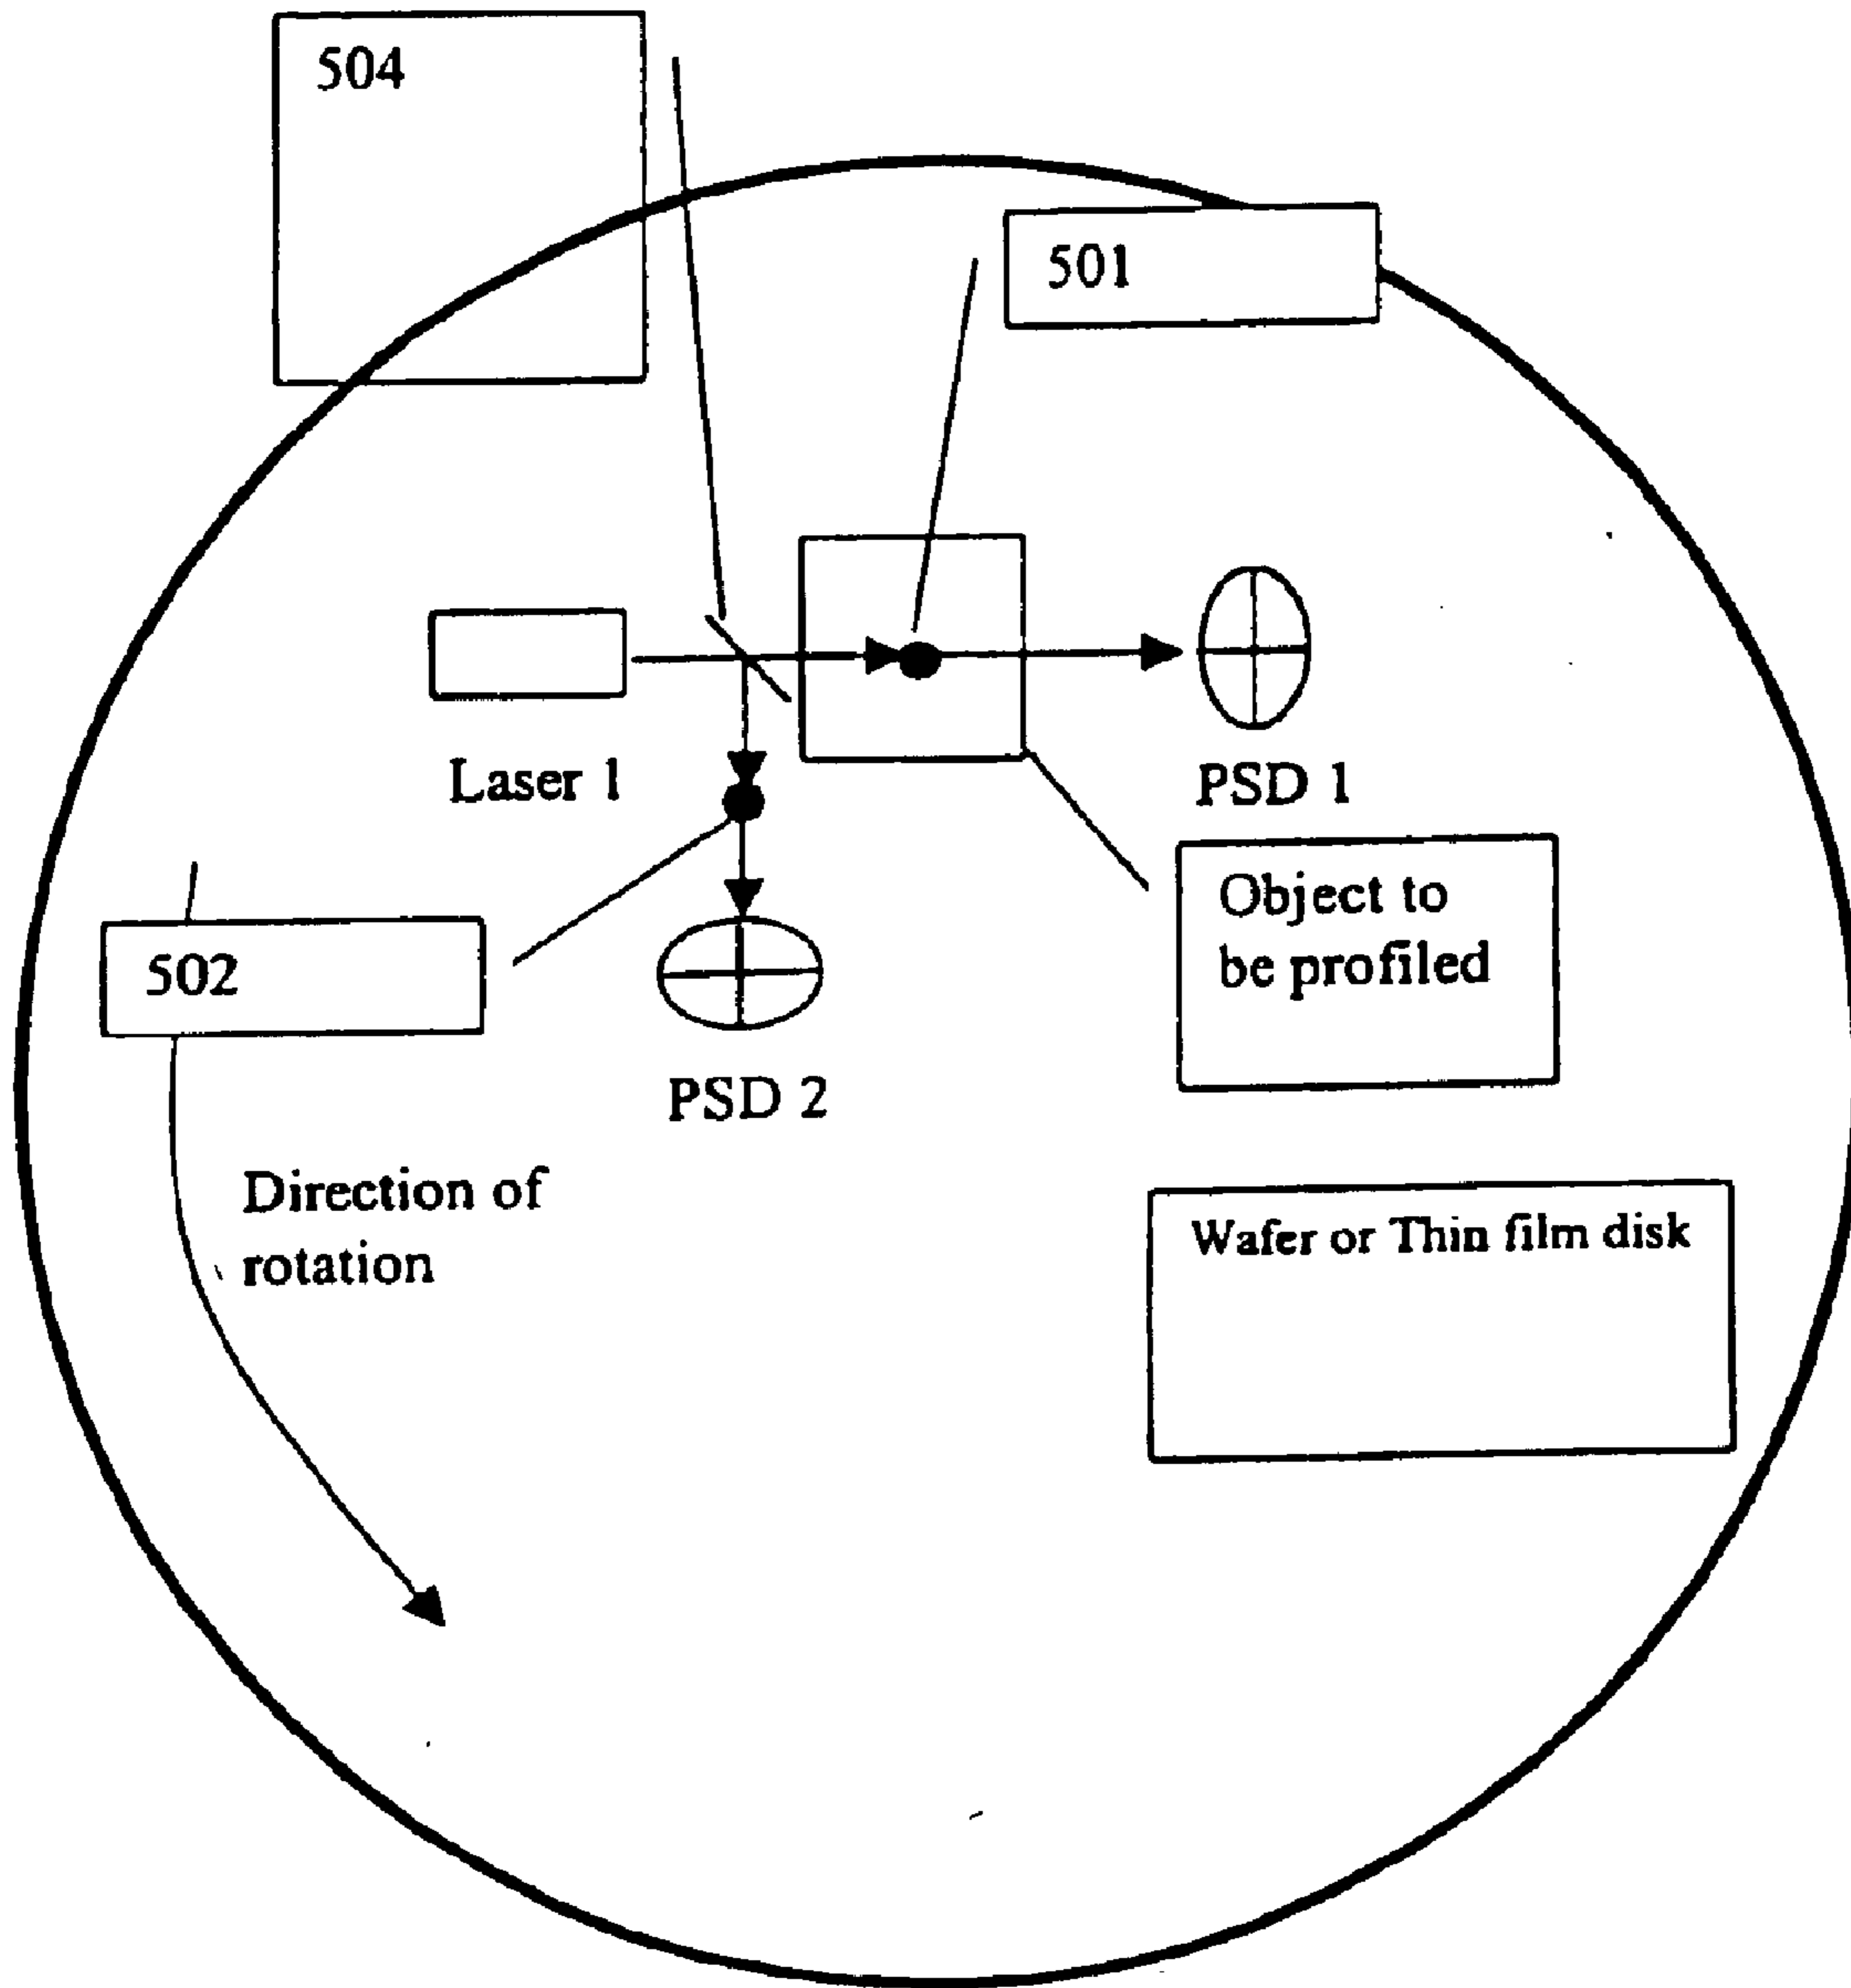 504
501
Laser 1
PSD 1
Object to
be profiled
502
PSD 2
Direction of
rotation
Wafer or Thin film disk